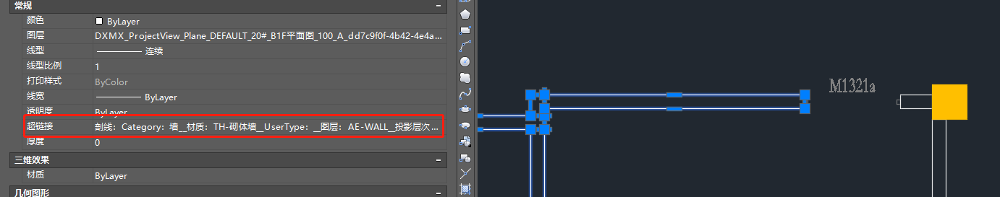 常规
颜色 ByLayer
图层 DXMX_ProjectView_Plane_DEFAULT_20#_B1F平面图_100_A_dd7c9f0f-4b42-4e4a...
线型 连续
线型比例 1
打印样式 ByColor
线宽 ByLayer
透明度 ByLayer
超链接 剖线：Category：墙__材质：TH-砌体墙__UserType：__图层：AE-WALL__投影层次...
厚度 0
三维效果
材质 ByLayer
几何图形
M1321a